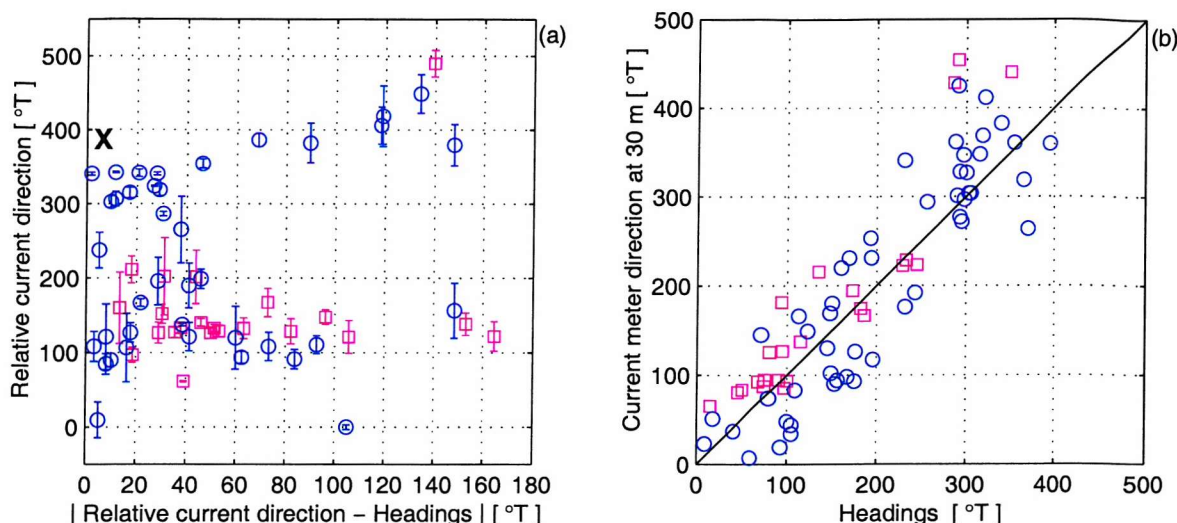 (a)
Relative current direction [ °T ]
500
400
300
200
100
0
X
0 20 40 60 80 100 120 140 160 180
| Relative current direction − Headings | [ °T ]
(b)
Current meter direction at 30 m [ °T ]
500
400
300
200
100
0
0 100 200 300 400 500
Headings [ °T ]